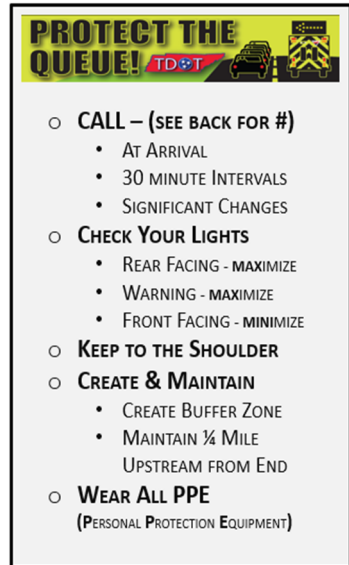 PROTECT THE
QUEUE! TDOT
o CALL – (SEE BACK FOR #)
• AT ARRIVAL
• 30 MINUTE INTERVALS
• SIGNIFICANT CHANGES
o CHECK YOUR LIGHTS
• REAR FACING - MAXIMIZE
• WARNING - MAXIMIZE
• FRONT FACING - MINIMIZE
o KEEP TO THE SHOULDER
o CREATE & MAINTAIN
• CREATE BUFFER ZONE
• MAINTAIN ¼ MILE
UPSTREAM FROM END
o WEAR ALL PPE
(PERSONAL PROTECTION EQUIPMENT)